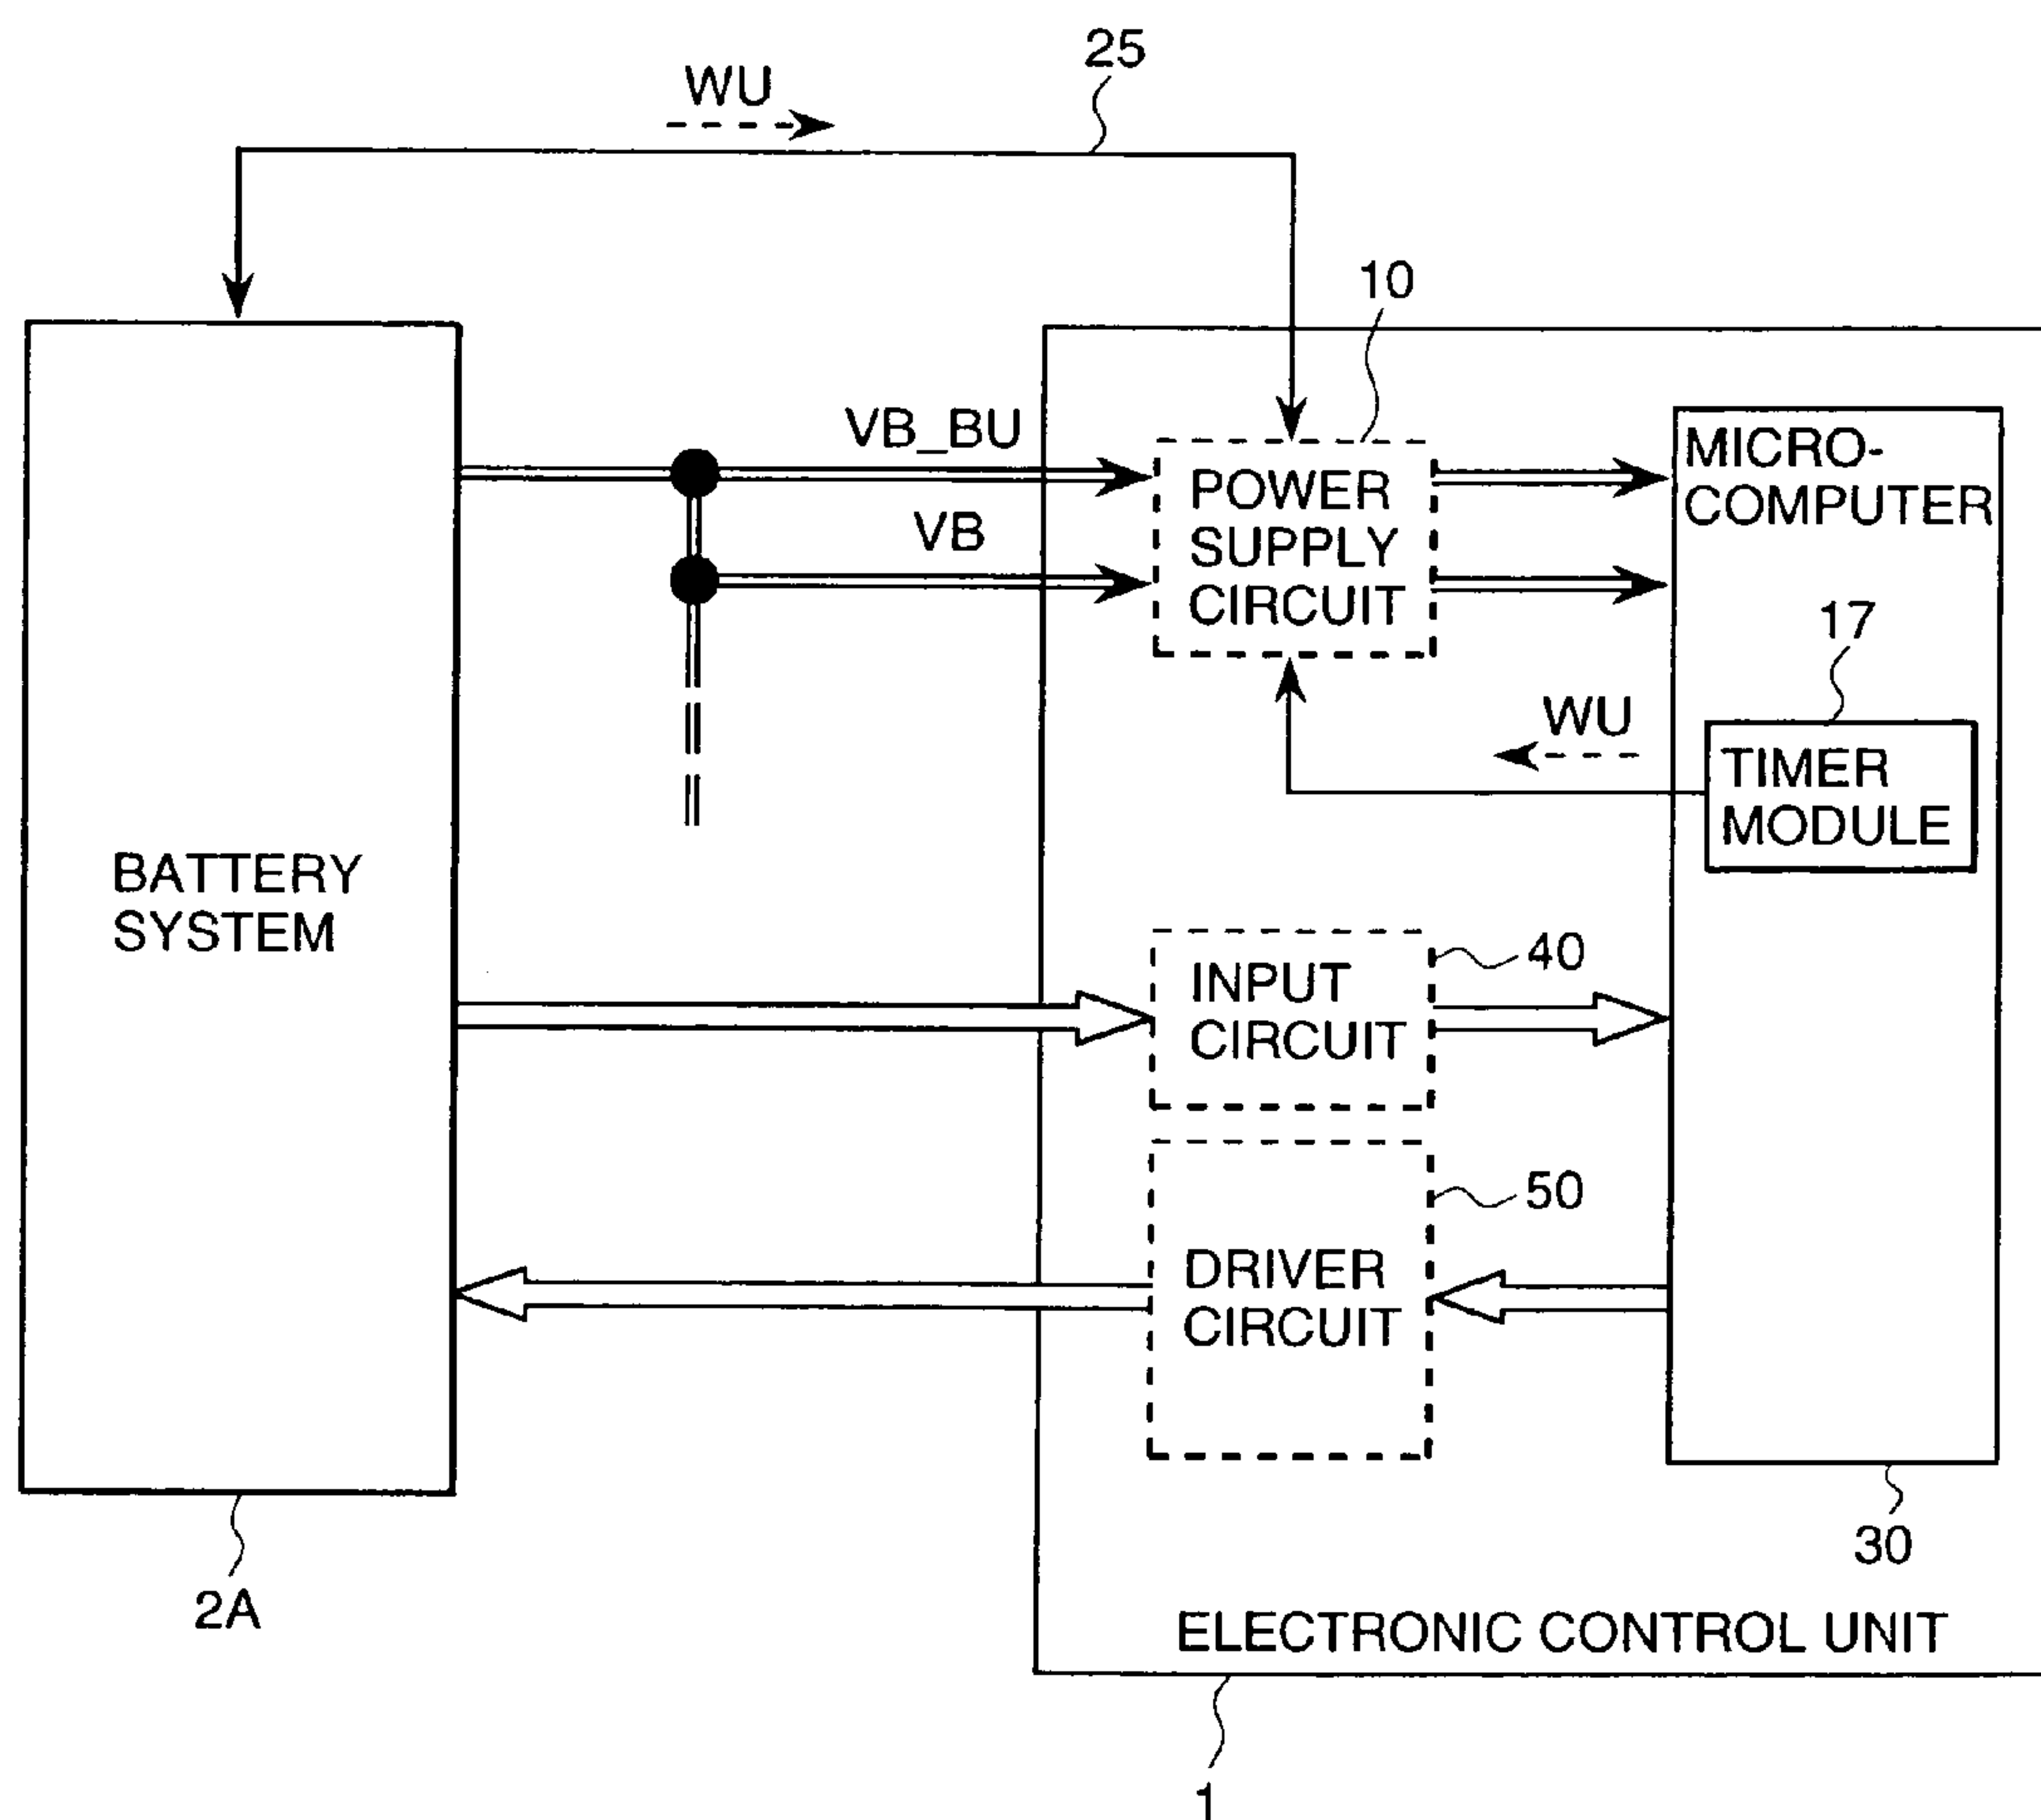 25
WU
10
VB_BU
VB
POWER
SUPPLY
CIRCUIT
MICRO-
COMPUTER
17
WU
TIMER
MODULE
BATTERY
SYSTEM
INPUT
CIRCUIT
40
50
DRIVER
CIRCUIT
30
2A
ELECTRONIC CONTROL UNIT
1